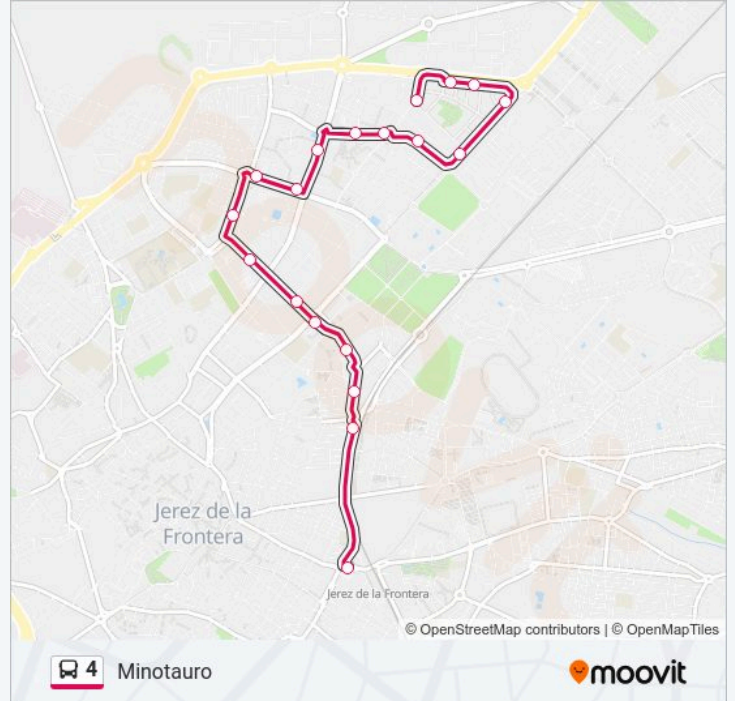 Jerez de la
Frontera
Jerez de la Frontera
© OpenStreetMap contributors | © OpenMapTiles
4 Minotauro
moovit